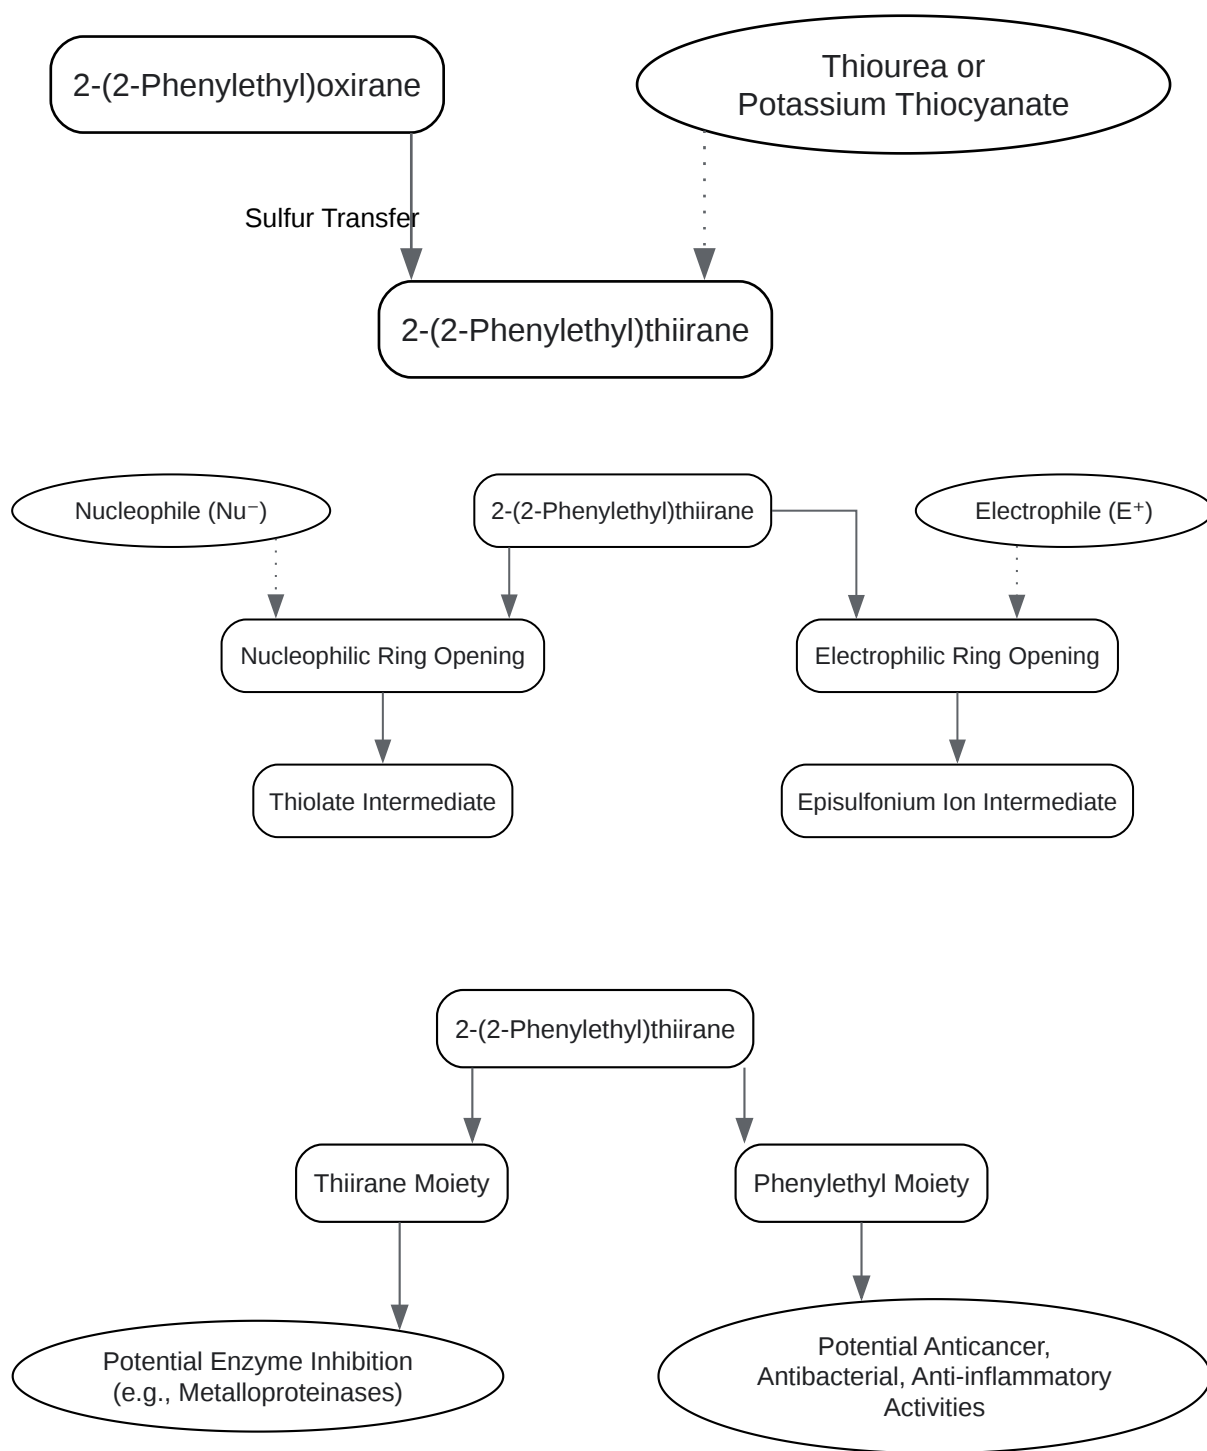 2-(2-Phenylethyl)oxirane
Thiourea or
Potassium Thiocyanate
Sulfur Transfer
2-(2-Phenylethyl)thiirane
Nucleophile (Nu⁻)
2-(2-Phenylethyl)thiirane
Electrophile (E⁺)
Nucleophilic Ring Opening
Electrophilic Ring Opening
Thiolate Intermediate
Episulfonium Ion Intermediate
2-(2-Phenylethyl)thiirane
Thiirane Moiety
Phenylethyl Moiety
Potential Enzyme Inhibition
(e.g., Metalloproteinases)
Potential Anticancer,
Antibacterial, Anti-inflammatory
Activities